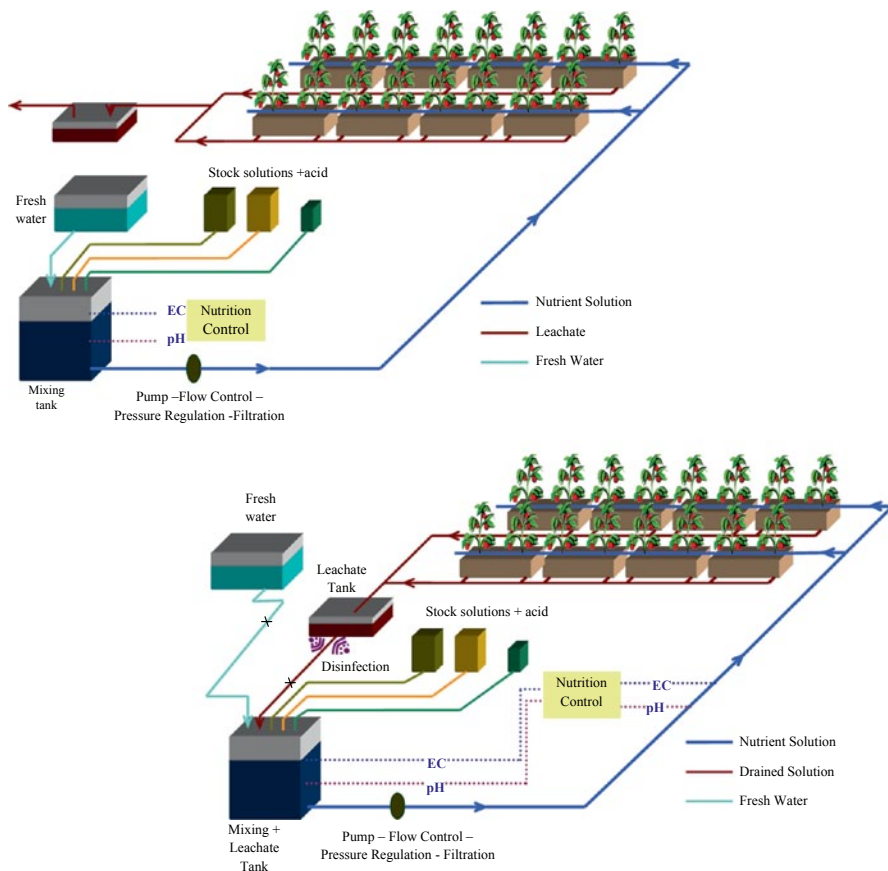 Stock solutions +acid
Fresh
water
EC
Nutrition
Control
pH
Nutrient Solution
Leachate
Fresh Water
Mixing
tank
Pump –Flow Control –
Pressure Regulation -Filtration
Fresh
water
Leachate
Tank
Stock solutions + acid
Disinfection
Nutrition
Control
EC
pH
EC
pH
Nutrient Solution
Drained Solution
Fresh Water
Mixing +
Leachate
Tank
Pump – Flow Control –
Pressure Regulation - Filtration